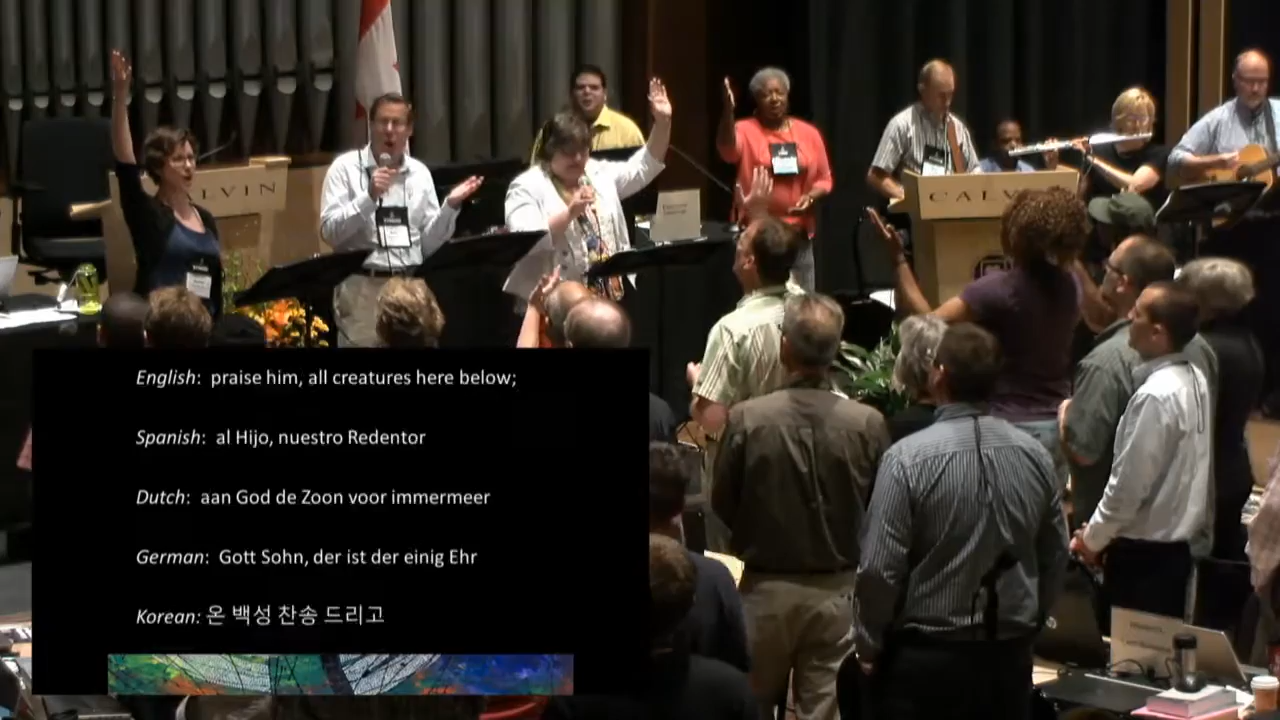 CALVIN
CALVIN
English: praise him, all creatures here below;
Spanish: al Hijo, nuestro Redentor
Dutch: aan God de Zoon voor immermeer
German: Gott Sohn, der ist der einig Ehr
Korean: 온 백성 찬송 드리고